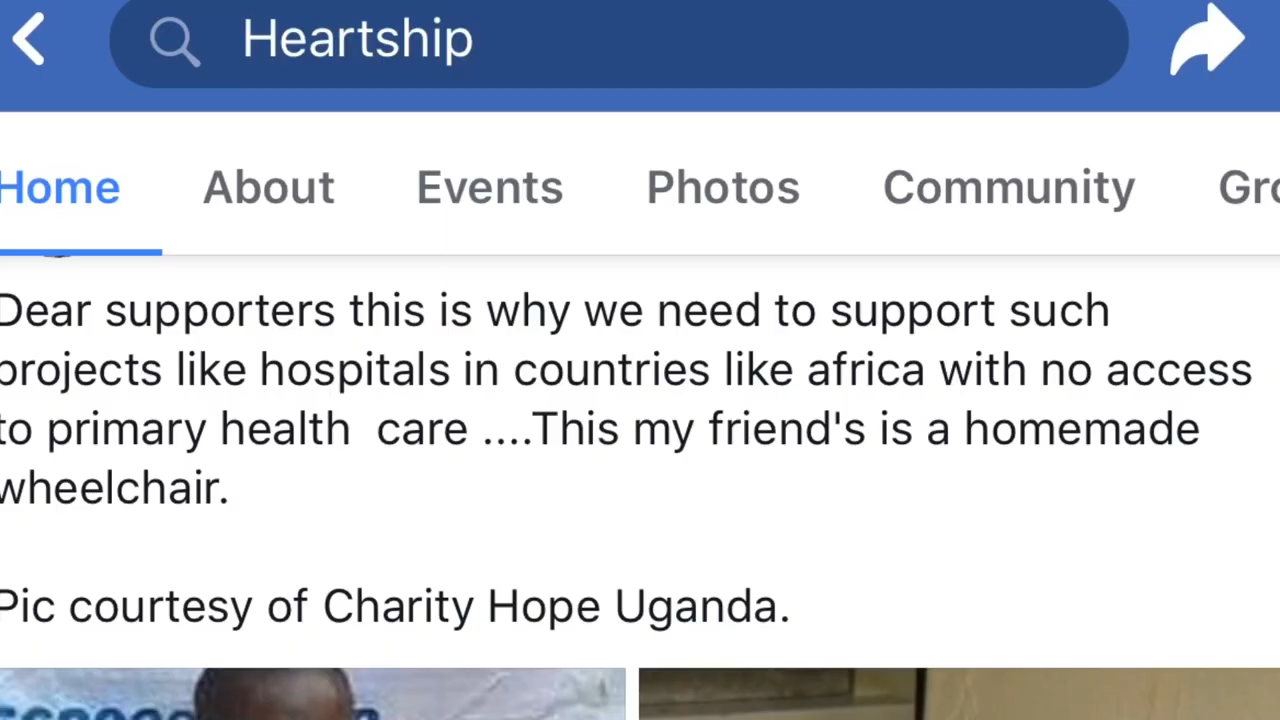 Heartship
Home About Events Photos Community
Dear supporters this is why we need to support such
projects like hospitals in countries like africa with no access
to primary health  care ....This my friend's is a homemade
wheelchair.
Pic courtesy of Charity Hope Uganda.